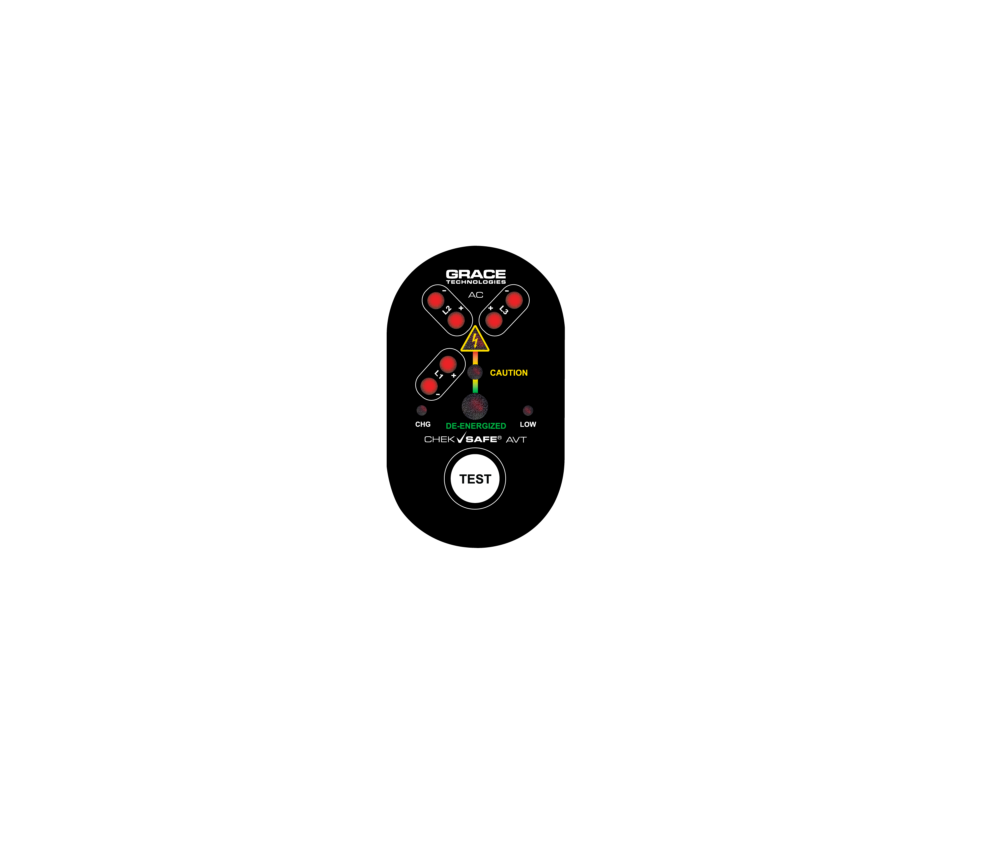 GRACE
TECHNOLOGIES
AC
- L2 +
+ L3 -
L1 + -
CAUTION
CHG
DE-ENERGIZED
LOW
CHEK SAFE® AVT
TEST